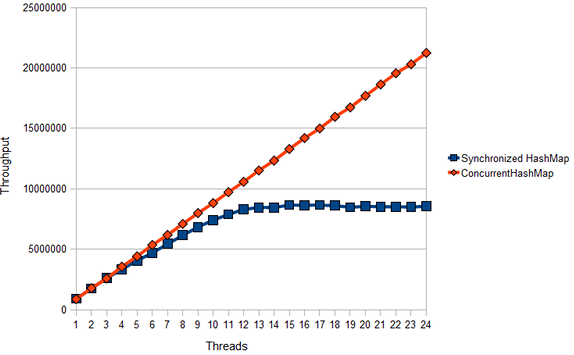 25000000
20000000
15000000
10000000
5000000
0
Throughput
1 2 3 4 5 6 7 8 9 10 11 12 13 14 15 16 17 18 19 20 21 22 23 24
Threads
Synchronized HashMap
ConcurrentHashMap